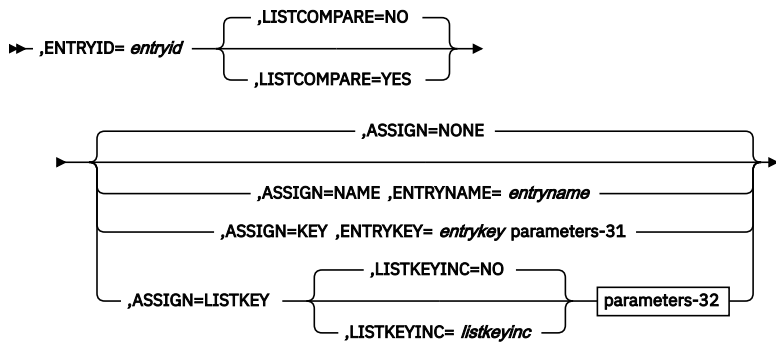 ,LISTCOMPARE=NO
,ENTRYID= entryid
,LISTCOMPARE=YES
,ASSIGN=NONE
,ASSIGN=NAME ,ENTRYNAME= entryname
,ASSIGN=KEY ,ENTRYKEY= entrykey parameters-31
,LISTKEYINC=NO
,ASSIGN=LISTKEY parameters-32
,LISTKEYINC= listkeyinc